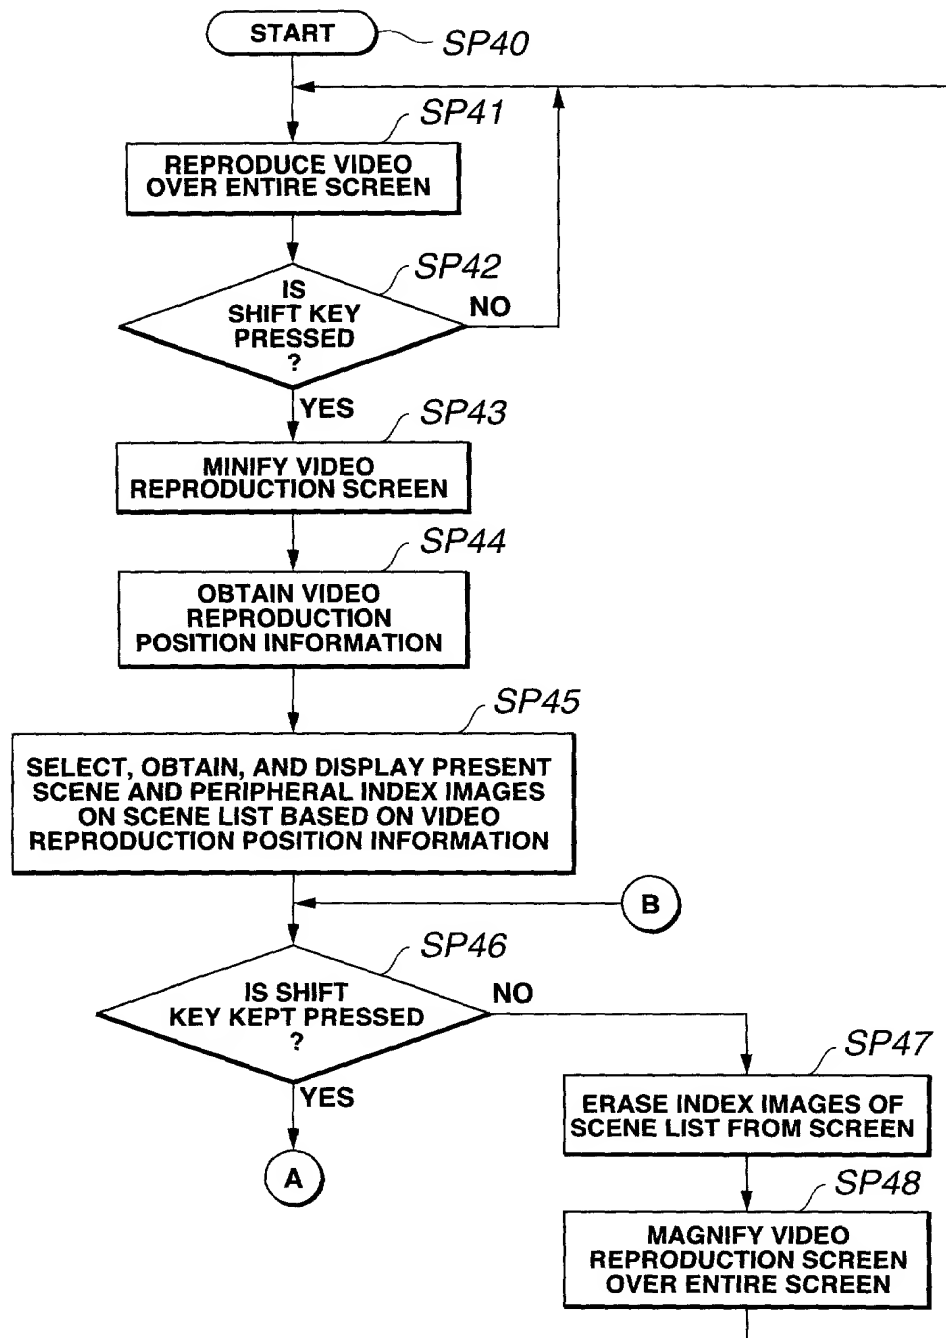 START
SP40
SP41
REPRODUCE VIDEO
OVER ENTIRE SCREEN
SP42
IS
SHIFT KEY
PRESSED
?
NO
YES
SP43
MINIFY VIDEO
REPRODUCTION SCREEN
SP44
OBTAIN VIDEO
REPRODUCTION
POSITION INFORMATION
SP45
SELECT, OBTAIN, AND DISPLAY PRESENT
SCENE AND PERIPHERAL INDEX IMAGES
ON SCENE LIST BASED ON VIDEO
REPRODUCTION POSITION INFORMATION
B
SP46
IS SHIFT
KEY KEPT PRESSED
?
NO
YES
A
SP47
ERASE INDEX IMAGES OF
SCENE LIST FROM SCREEN
SP48
MAGNIFY VIDEO
REPRODUCTION SCREEN
OVER ENTIRE SCREEN